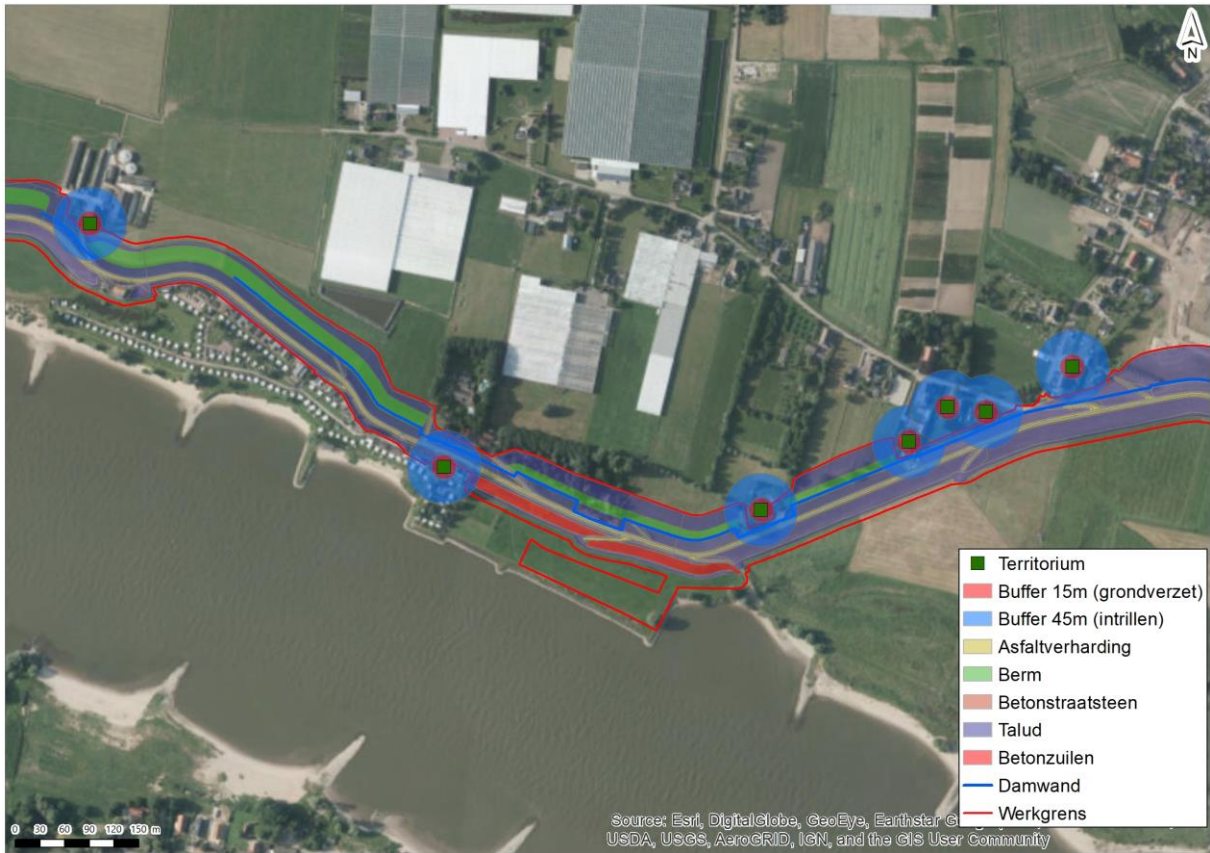 N
Territorium
Buffer 15m (grondverzet)
Buffer 45m (intrillen)
Asfaltverharding
Berm
Betonstraatsteen
Talud
Betonzuilen
Damwand
Werkgrens
0 30 60 90 120 150 m
Source: Esri, DigitalGlobe, GeoEye, Earthstar
USDA, USGS, AeroGRID, IGN, and the GIS User Community